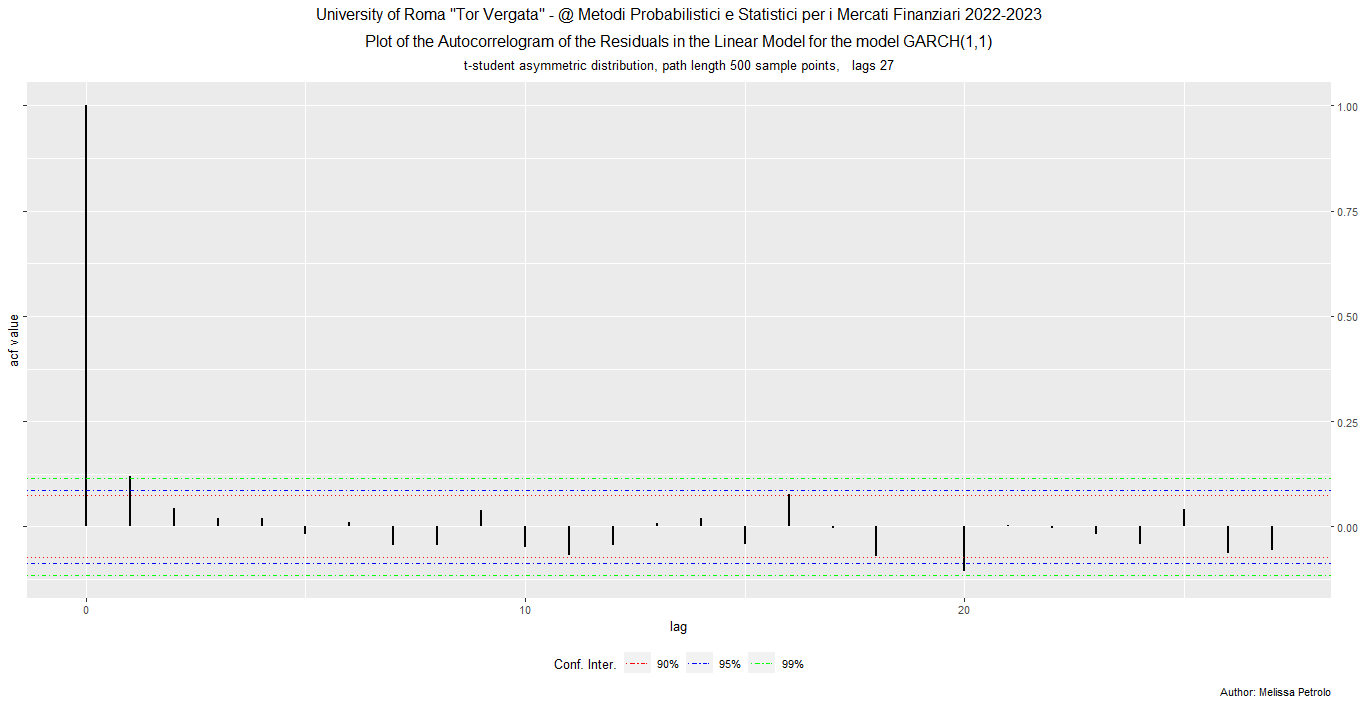 University of Roma "Tor Vergata" - @ Metodi Probabilistici e Statistici per i Mercati Finanziari 2022-2023
Plot of the Autocorrelogram of the Residuals in the Linear Model for the model GARCH(1,1)
t-student asymmetric distribution, path length 500 sample points, lags 27
1.00
0.75
0.50
acf value
0.25
0.00
0 10 20
lag
Conf. Inter. 90% 95% 99%
Author: Melissa Petrolo